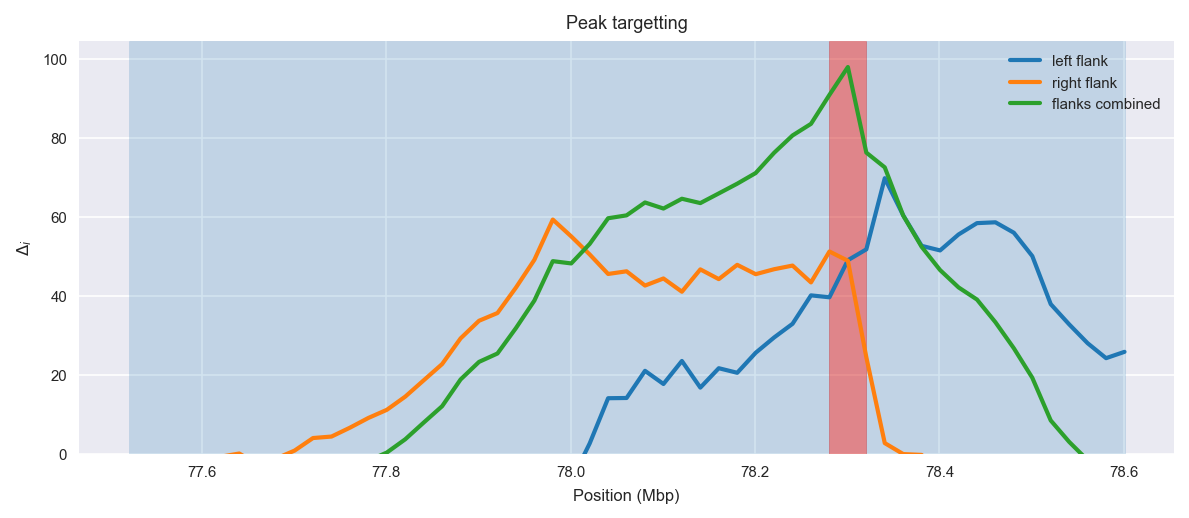 Peak targetting
100
80
60
40
20
0
Δi
77.6
77.8
78.0
78.2
78.4
78.6
Position (Mbp)
left flank
right flank
flanks combined